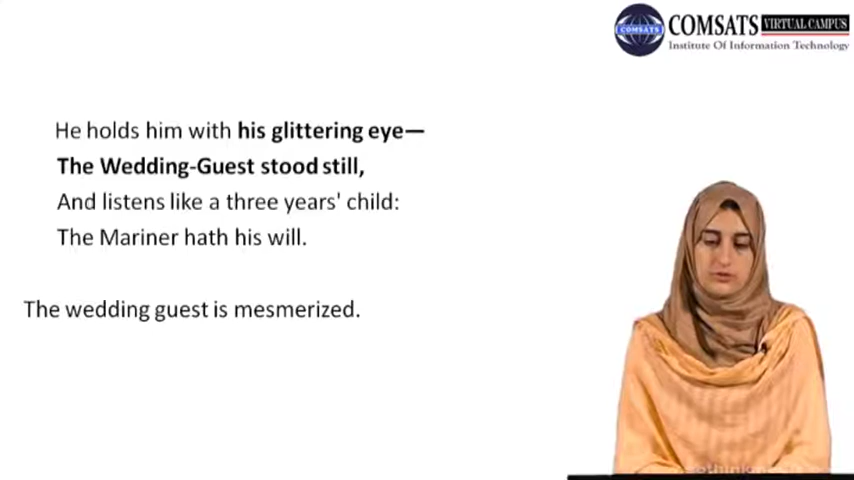 COMSATS
COMSATS VIRTUAL CAMPUS
Institute Of Information Technology
He holds him with his glittering eye—
The Wedding-Guest stood still,
And listens like a three years' child:
The Mariner hath his will.
The wedding guest is mesmerized.